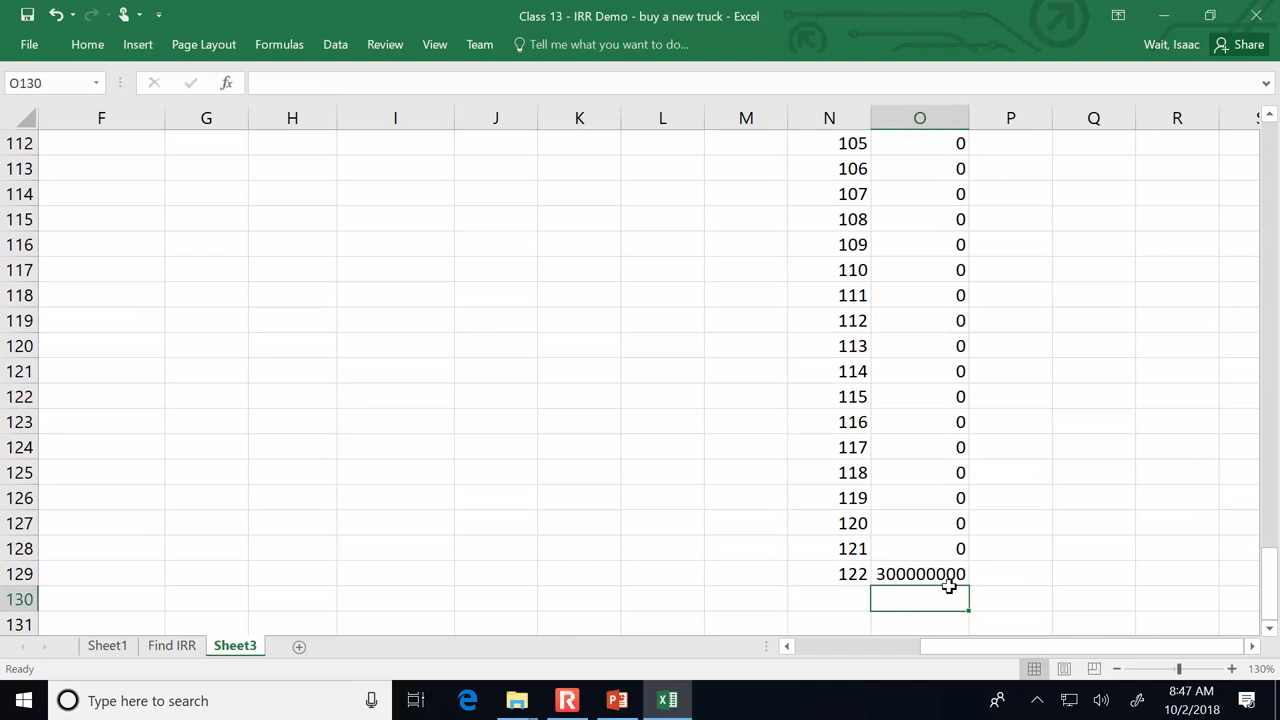 Class 13 - IRR Demo - buy a new truck - Excel
File Home Insert Page Layout Formulas Data Review View Team Tell me what you want to do... Wait, Isaac Share
O130 fx
F G H I J K L M N O P Q R S
112 105 0
113 106 0
114 107 0
115 108 0
116 109 0
117 110 0
118 111 0
119 112 0
120 113 0
121 114 0
122 115 0
123 116 0
124 117 0
125 118 0
126 119 0
127 120 0
128 121 0
129 122 300000000
130
131
Sheet1 Find IRR Sheet3
Ready 130%
Type here to search 8:47 AM
10/2/2018